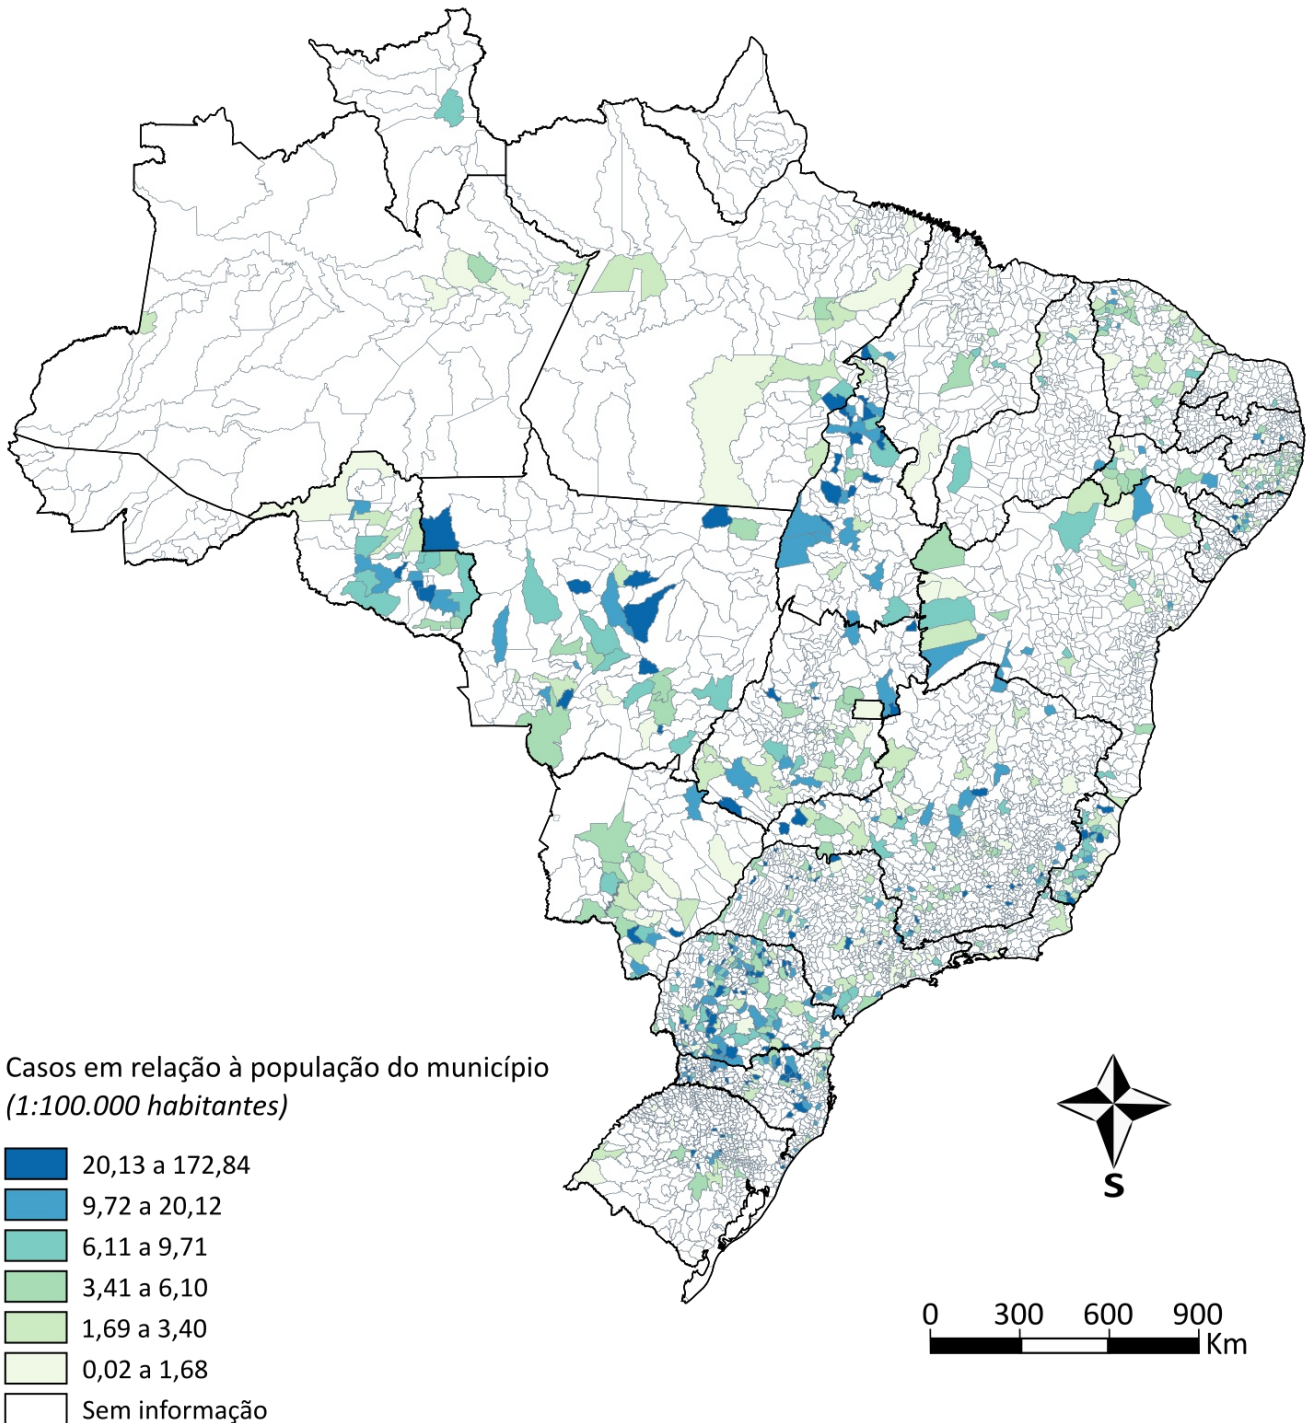 Casos em relação à população do município
(1:100.000 habitantes)
20,13 a 172,84
9,72 a 20,12
6,11 a 9,71
3,41 a 6,10
1,69 a 3,40
0,02 a 1,68
Sem informação
S
0 300 600 900
Km